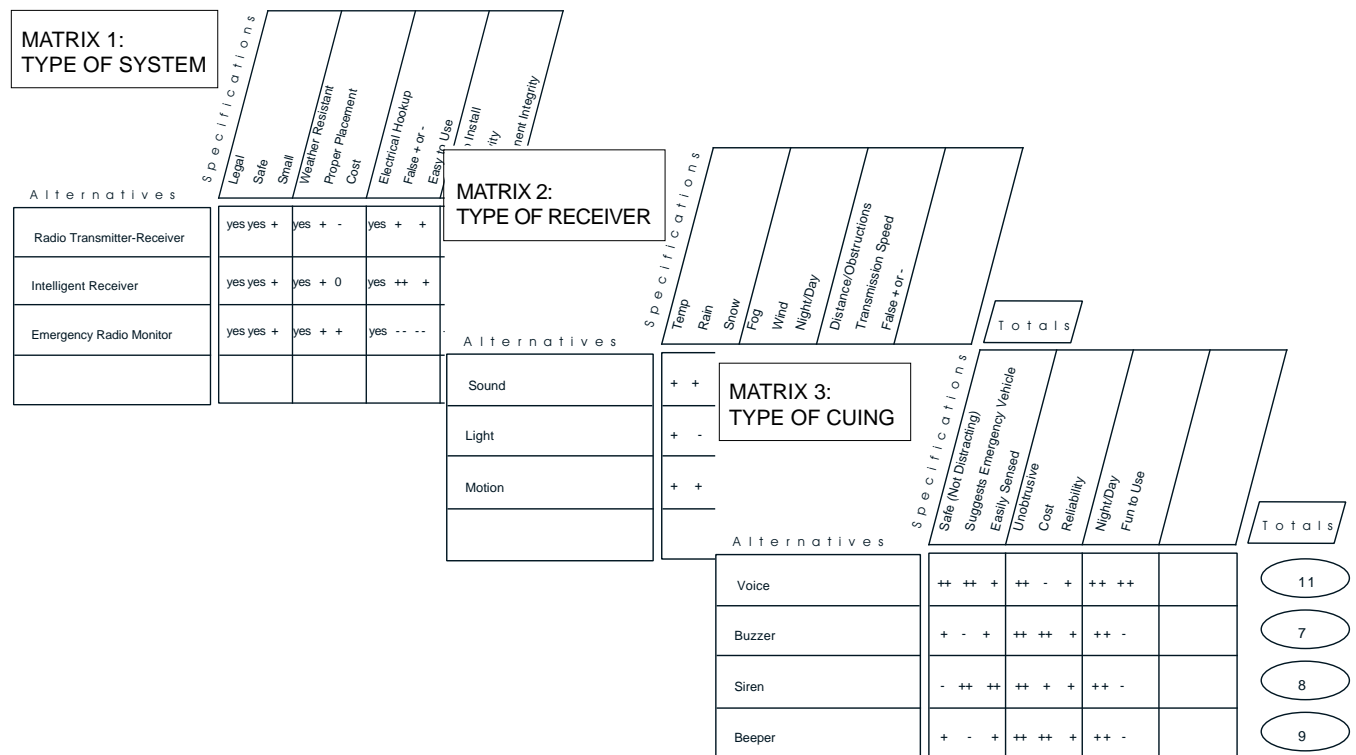 MATRIX 1:
TYPE OF SYSTEM
Specifications
Legal
Safe
Small
Weather Resistant
Proper Placement
Cost
Electrical Hookup
False + or -
Easy to Use
Install
ity
nent Integrity
Alternatives
Radio Transmitter-Receiver
yes yes + yes + - yes + +
Intelligent Receiver
yes yes + yes + 0 yes ++ +
Emergency Radio Monitor
yes yes + yes + + yes -- --
MATRIX 2:
TYPE OF RECEIVER
Specifications
Temp
Rain
Snow
Fog
Wind
Night/Day
Distance/Obstructions
Transmission Speed
False + or -
Totals
Alternatives
Sound
+ +
Light
+ -
Motion
+ +
MATRIX 3:
TYPE OF CUING
Specifications
Safe (Not Distracting)
Suggests Emergency Vehicle
Easily Sensed
Unobtrusive
Cost
Reliability
Night/Day
Fun to Use
Totals
Alternatives
Voice
++ ++ + ++ - + ++ ++ 11
Buzzer
+ - + ++ ++ + ++ - 7
Siren
- ++ ++ ++ + + ++ - 8
Beeper
+ - + ++ ++ + ++ - 9